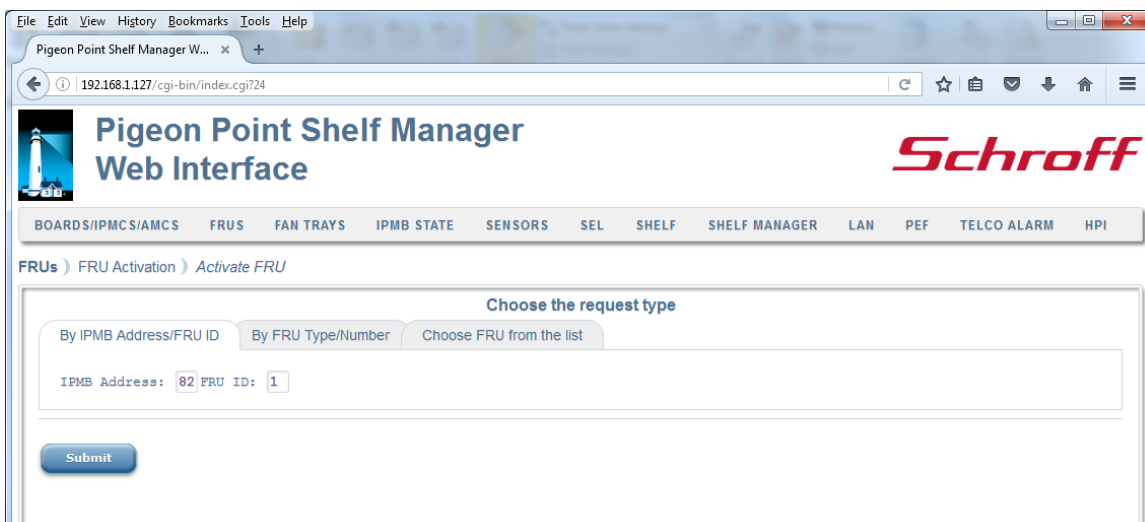 File Edit View History Bookmarks Tools Help
Pigeon Point Shelf Manager W... × +
192.168.1.127/cgi-bin/index.cgi?24
Pigeon Point Shelf Manager
Web Interface
Schroff
BOARDS/IPMCS/AMCS FRUS FAN TRAYS IPMB STATE SENSORS SEL SHELF SHELF MANAGER LAN PEF TELCO ALARM HPI
FRUs ) FRU Activation ) Activate FRU
Choose the request type
By IPMB Address/FRU ID By FRU Type/Number Choose FRU from the list
IPMB Address: 82 FRU ID: 1
Submit